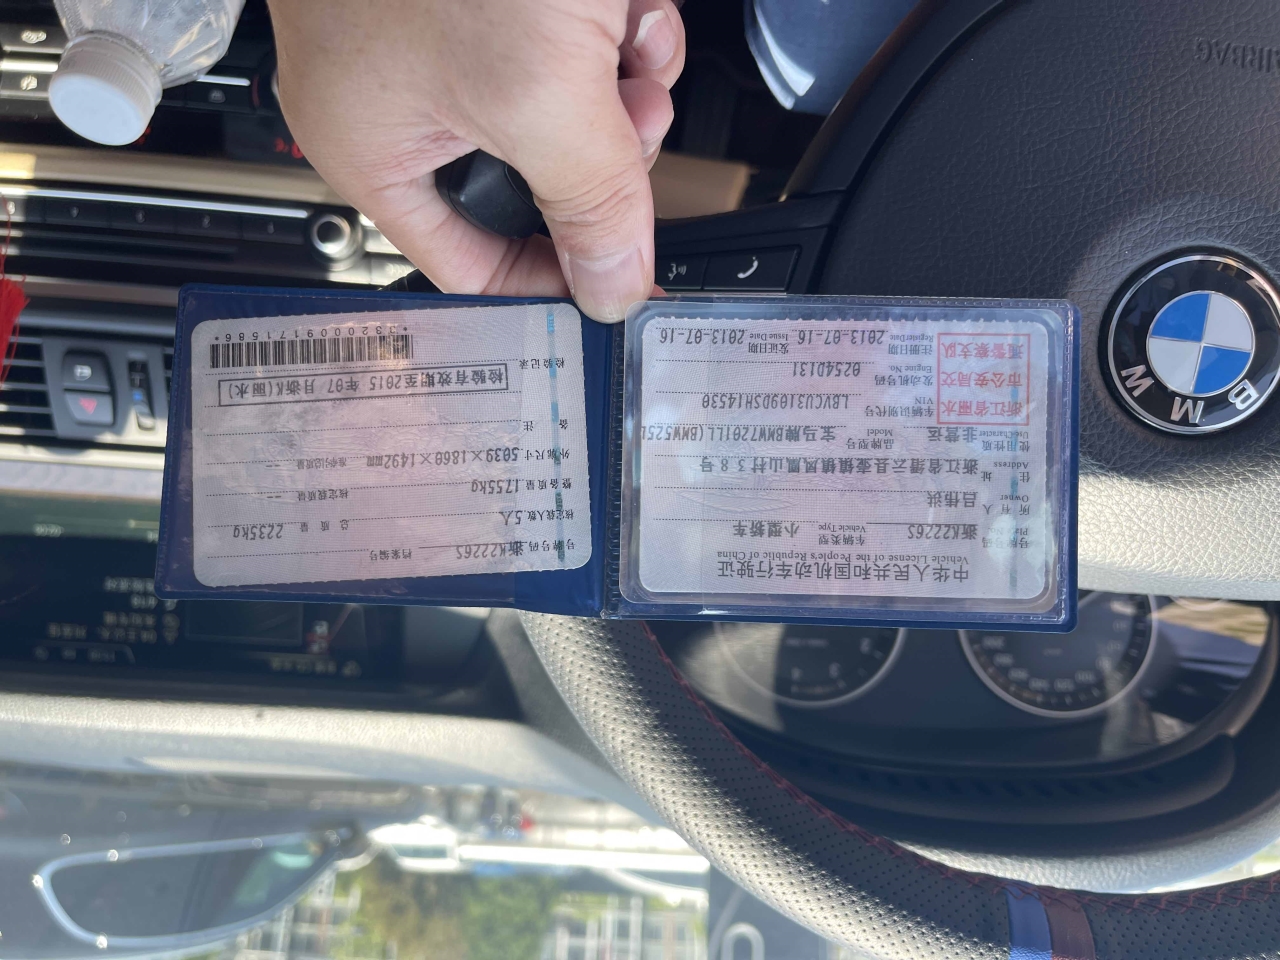 中华人民共和国机动车行驶证
Vehicle License of the People's Republic of China
号牌号码 浙K2226S 车辆类型 小型轿车
Plate No. Vehicle Type
所有人 吕伟洪
Owner
住址 浙江省缙云县壶镇镇凤凰山村358号
Address
使用性质 非营运 品牌型号 宝马牌BMW7201LL(BMW525L
Use Character Model
浙江省丽水
市公安局交
通警察支队
车辆识别代号 LBVCU3109DSH14530
VIN
发动机号码 0254D131
Engine No.
注册日期 2013-07-16 发证日期 2013-07-16
Register Date Issue Date
号牌号码 浙K2226S 档案编号
核定载人数 5人 总质量 2235kg
整备质量 1755kg 核定载质量 --
外廓尺寸 5039×1860×1492mm 准牵引总质量 --
备注
检验有效期至2015年07月浙K(丽水)
检验记录
*3320009171586*
AIRBAG
BMW